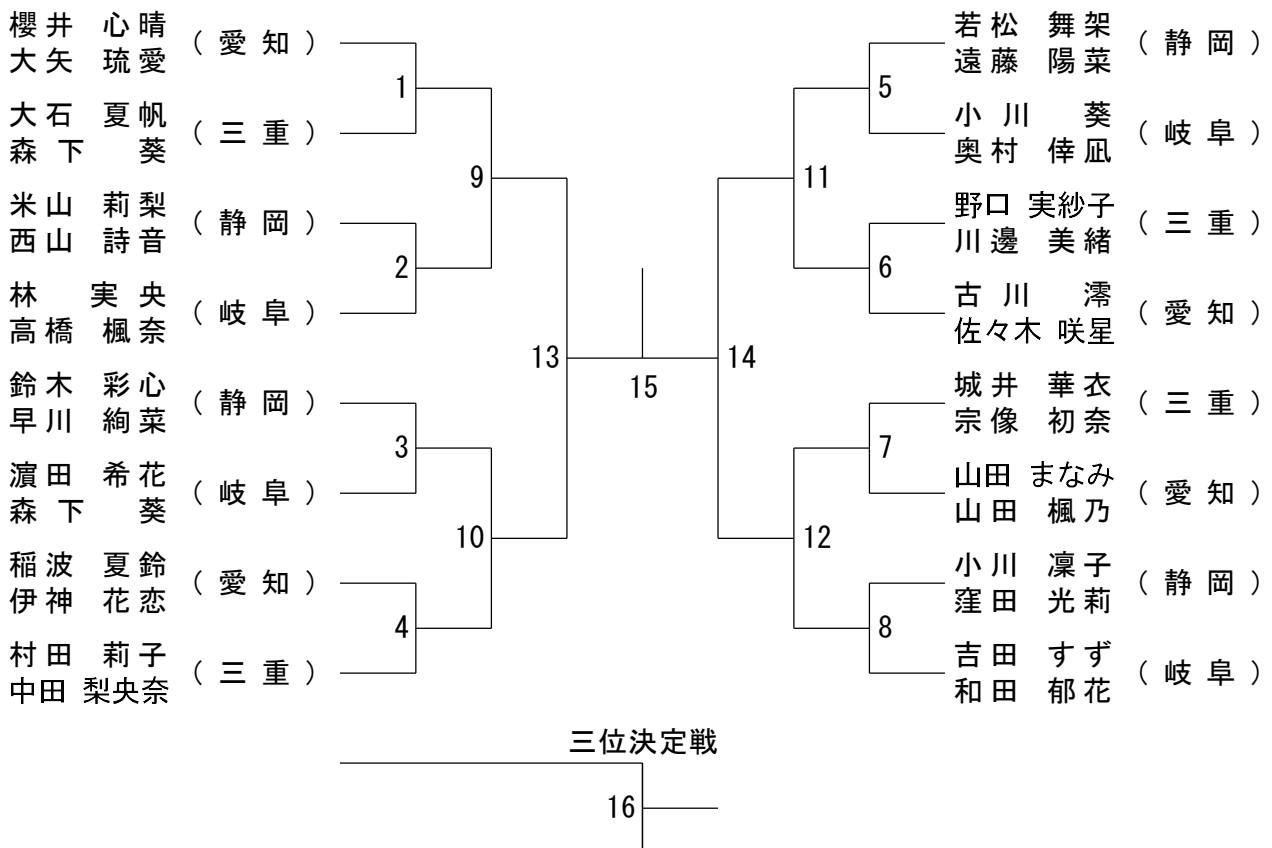 櫻井 心晴
大矢 琉愛
(愛知)
1
大石 夏帆
森下 葵
(三重)
9
米山 莉梨
西山 詩音
(静岡)
2
林 実央
高橋 楓奈
(岐阜)
13
鈴木 彩心
早川 絢菜
(静岡)
3
濵田 希花
森下 葵
(岐阜)
10
稲波 夏鈴
伊神 花恋
(愛知)
4
村田 莉子
中田 梨央奈
(三重)
15
若松 舞架
遠藤 陽菜
(静岡)
5
小川 葵
奥村 倖凪
(岐阜)
11
野口 実紗子
川邊 美緒
(三重)
6
古川 澪
佐々木 咲星
(愛知)
14
城井 華衣
宗像 初奈
(三重)
7
山田 まなみ
山田 楓乃
(愛知)
12
小川 凜子
窪田 光莉
(静岡)
8
吉田 すず
和田 郁花
(岐阜)
三位決定戦
16